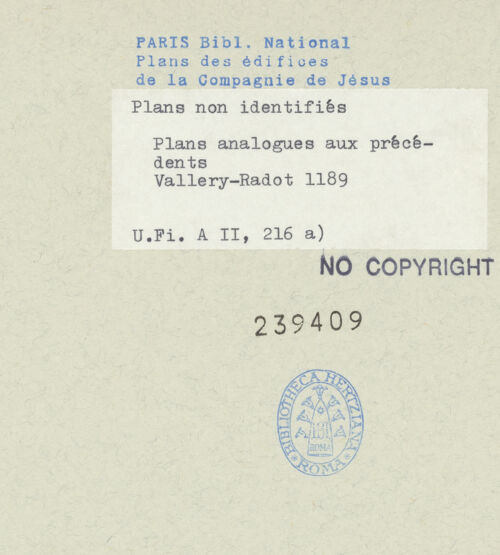 PARIS Bibl. National
Plans des édifices
de la Compagnie de Jésus
Plans non identifiés
Plans analogues aux précé-
dents
Vallery-Radot 1189
U.Fi. A II, 216 a)
NO COPYRIGHT
239409
BIBLIOTHECA HERTZIANA
ROMA